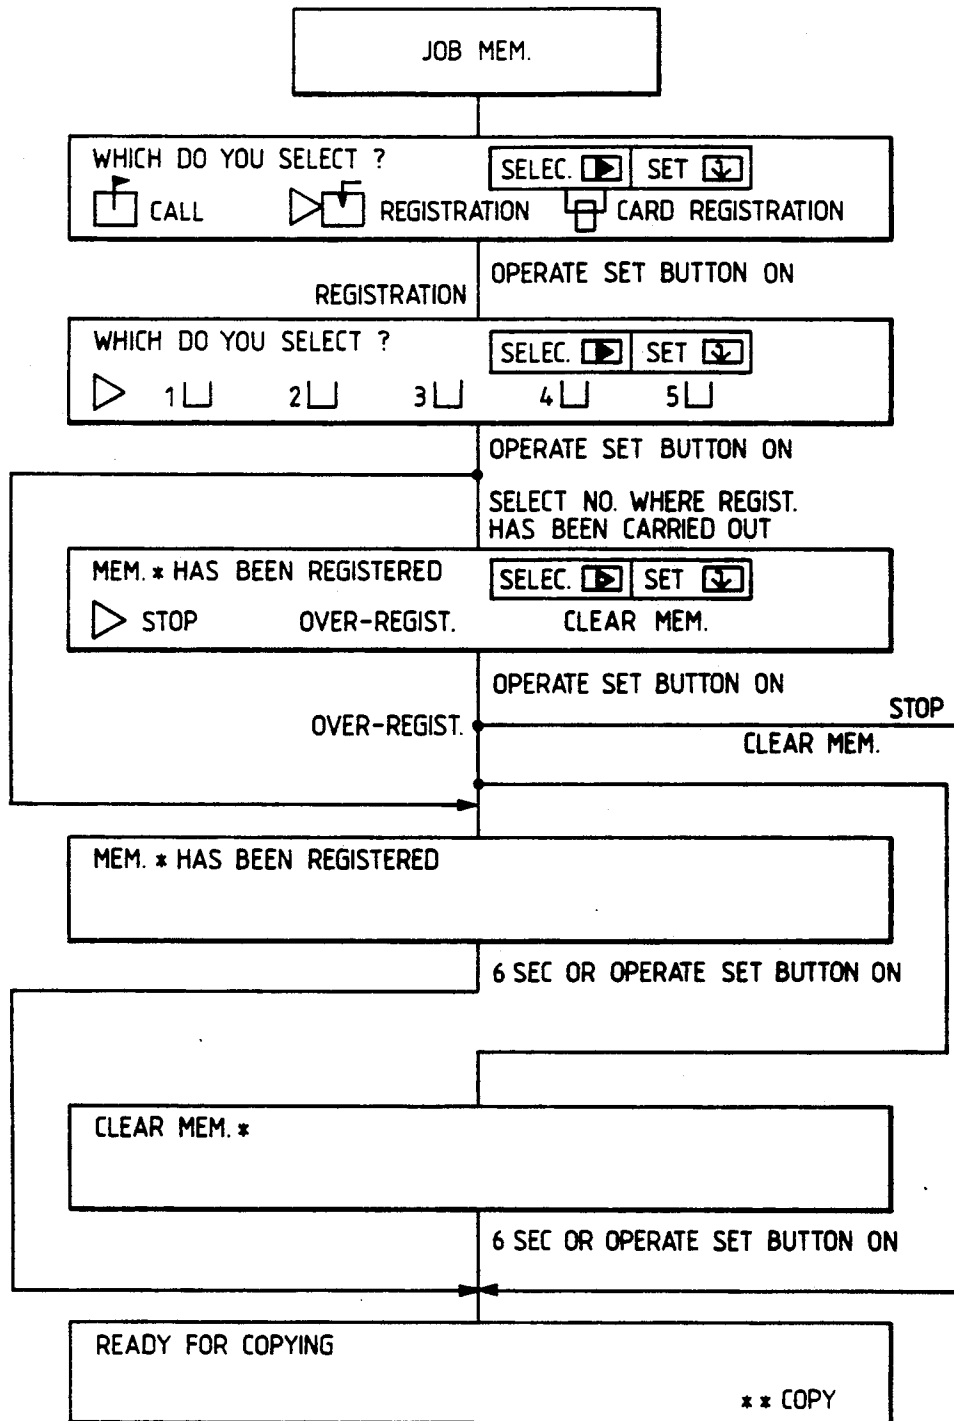 JOB MEM.
WHICH DO YOU SELECT ?
SELEC. SET
CALL REGISTRATION CARD REGISTRATION
OPERATE SET BUTTON ON
REGISTRATION
WHICH DO YOU SELECT ?
SELEC. SET
1 2 3 4 5
OPERATE SET BUTTON ON
SELECT NO. WHERE REGIST.
HAS BEEN CARRIED OUT
MEM. * HAS BEEN REGISTERED
SELEC. SET
STOP OVER-REGIST. CLEAR MEM.
OPERATE SET BUTTON ON
STOP
OVER-REGIST.
CLEAR MEM.
MEM. * HAS BEEN REGISTERED
6 SEC OR OPERATE SET BUTTON ON
CLEAR MEM. *
6 SEC OR OPERATE SET BUTTON ON
READY FOR COPYING
* * COPY